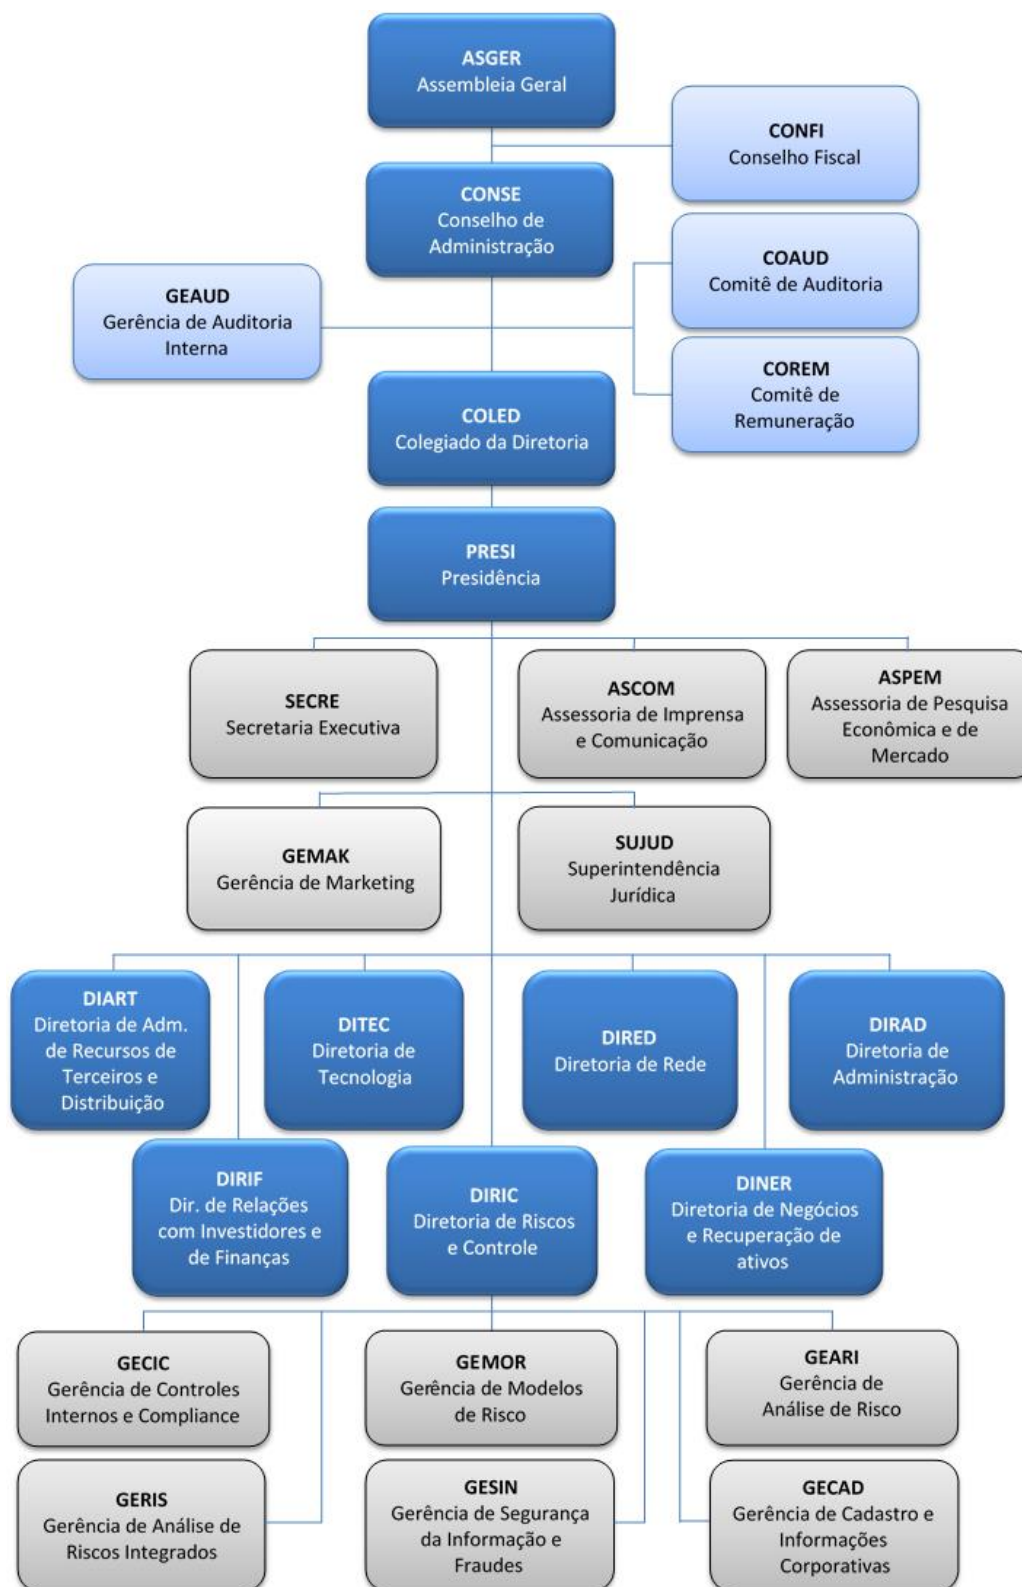 ASGER
Assembleia Geral
CONFI
Conselho Fiscal
CONSE
Conselho de
Administração
COAUD
Comitê de Auditoria
GEAUD
Gerência de Auditoria
Interna
COREM
Comitê de
Remuneração
COLED
Colegiado da Diretoria
PRESI
Presidência
SECRE
Secretaria Executiva
ASCOM
Assessoria de Imprensa
e Comunicação
ASPEM
Assessoria de Pesquisa
Econômica e de
Mercado
GEMAK
Gerência de Marketing
SUJUD
Superintendência
Jurídica
DIART
Diretoria de Adm.
de Recursos de
Terceiros e
Distribuição
DITEC
Diretoria de
Tecnologia
DIRED
Diretoria de Rede
DIRAD
Diretoria de
Administração
DIRIF
Dir. de Relações
com Investidores e
de Finanças
DIRIC
Diretoria de Riscos
e Controle
DINER
Diretoria de Negócios
e Recuperação de
ativos
GECIC
Gerência de Controles
Internos e Compliance
GEMOR
Gerência de Modelos
de Risco
GEARI
Gerência de
Análise de Risco
GERIS
Gerência de Análise de
Riscos Integrados
GESIN
Gerência de Segurança
da Informação e
Fraudes
GECAD
Gerência de Cadastro e
Informações
Corporativas